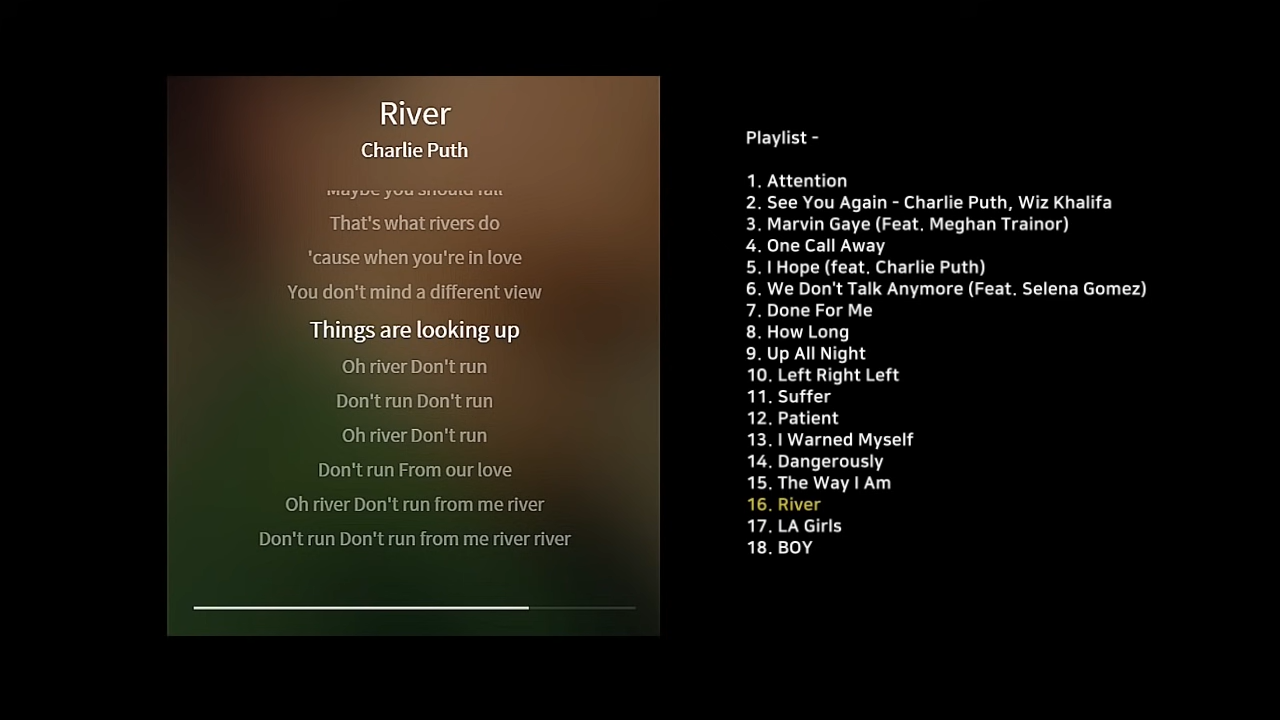 River
Charlie Puth
Maybe you should fall
That's what rivers do
'cause when you're in love
You don't mind a different view
Things are looking up
Oh river Don't run
Don't run Don't run
Oh river Don't run
Don't run From our love
Oh river Don't run from me river
Don't run Don't run from me river river
Playlist -
1. Attention
2. See You Again - Charlie Puth, Wiz Khalifa
3. Marvin Gaye (Feat. Meghan Trainor)
4. One Call Away
5. I Hope (feat. Charlie Puth)
6. We Don't Talk Anymore (Feat. Selena Gomez)
7. Done For Me
8. How Long
9. Up All Night
10. Left Right Left
11. Suffer
12. Patient
13. I Warned Myself
14. Dangerously
15. The Way I Am
16. River
17. LA Girls
18. BOY